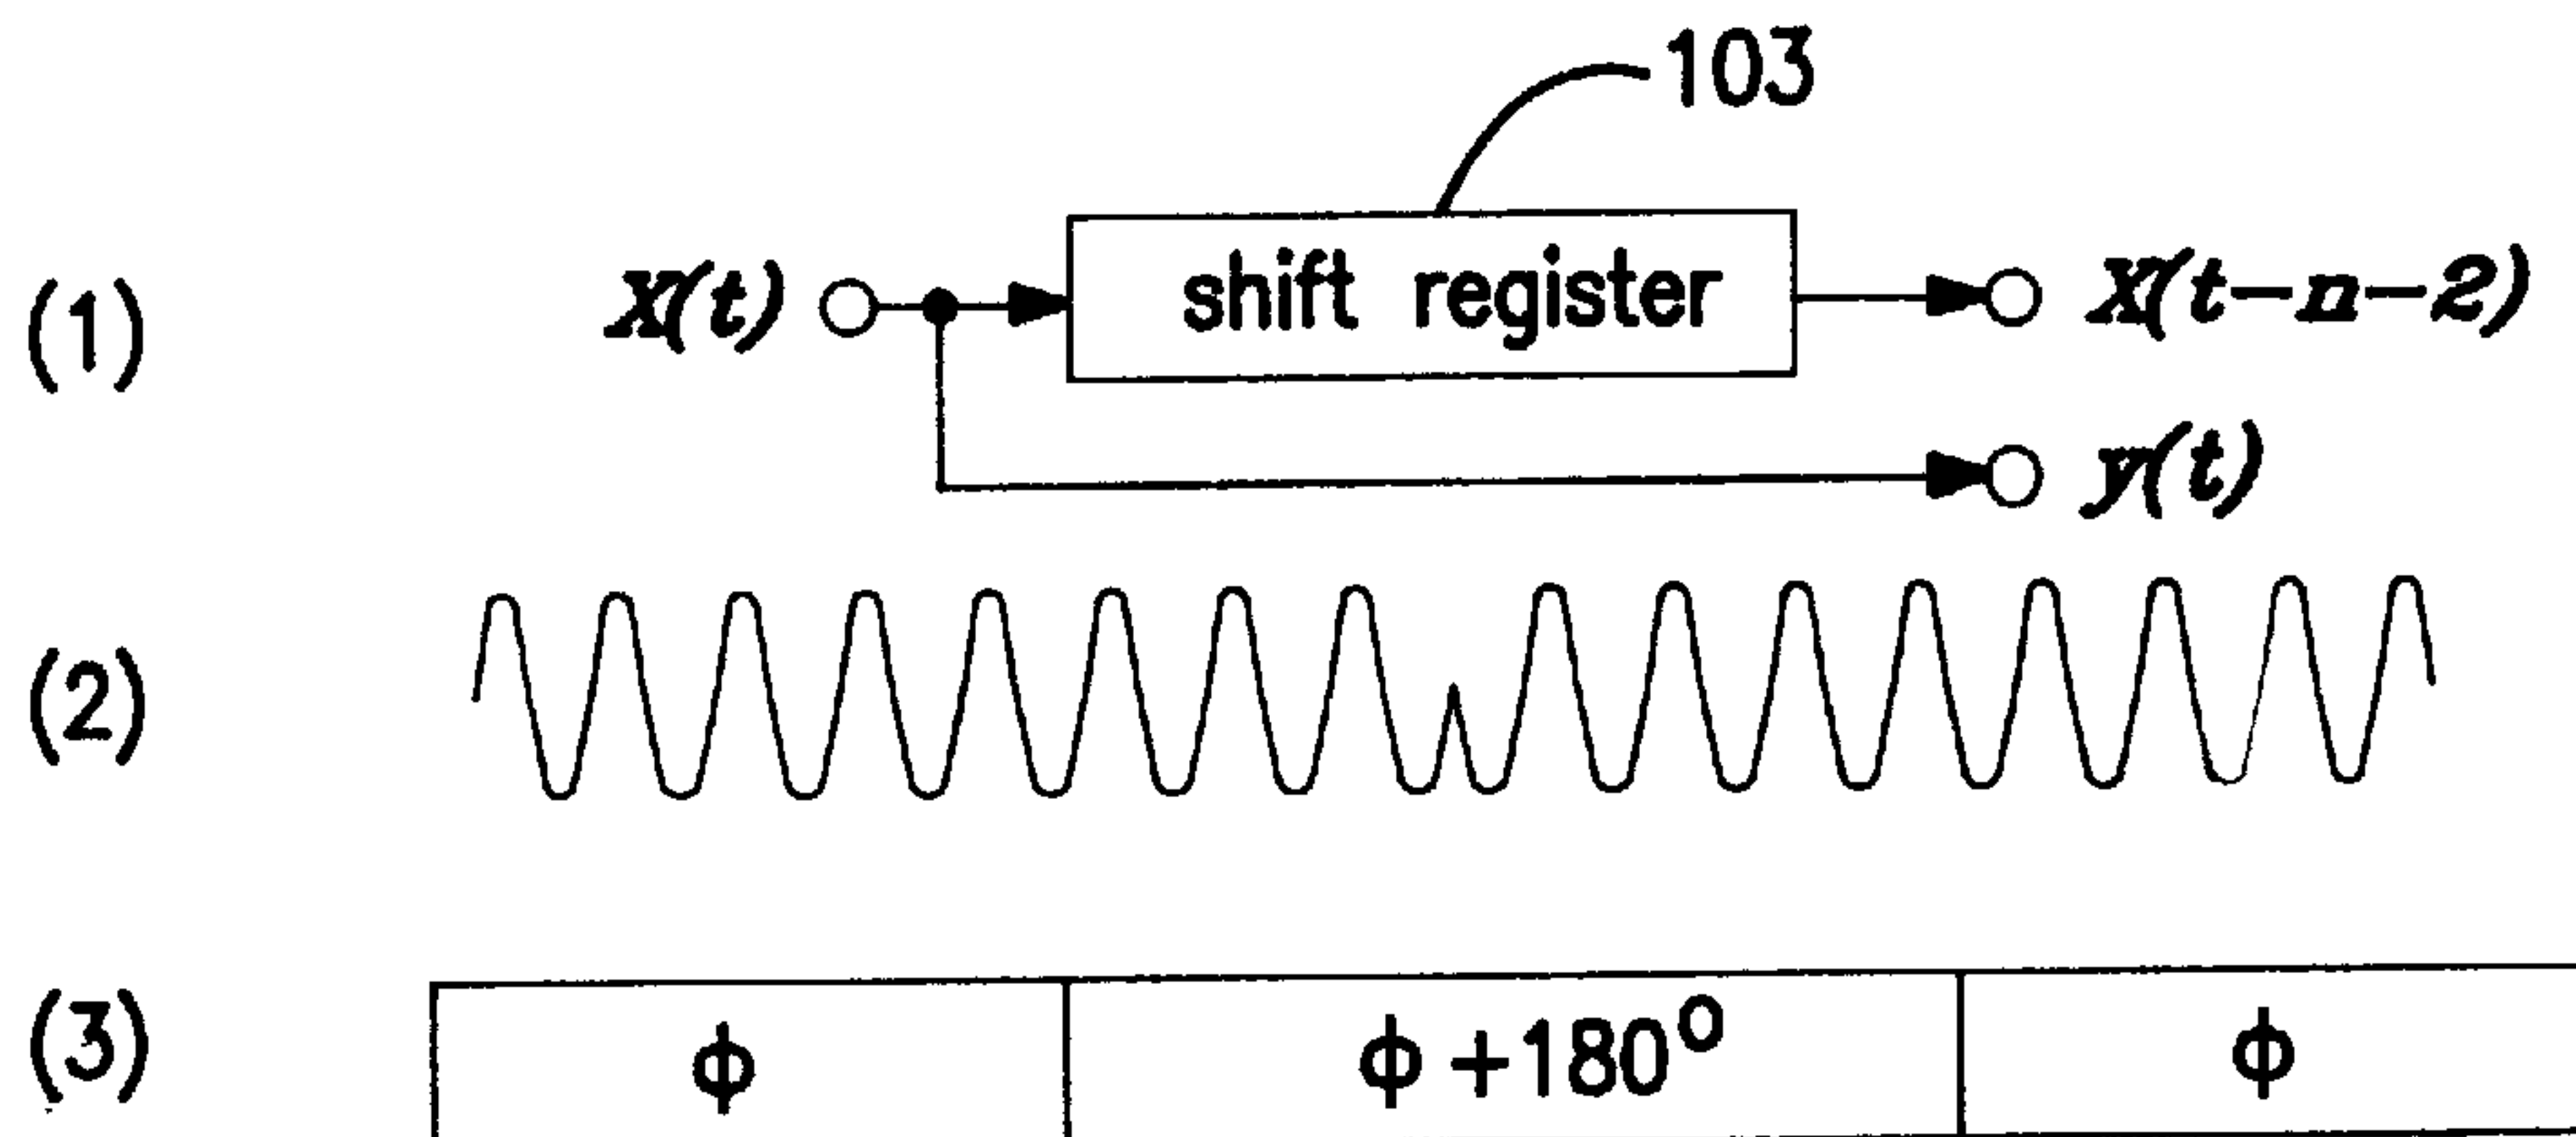 103
(1) X(t) shift register X(t-n-2)
y(t)
(2)
(3) ϕ ϕ+180° ϕ